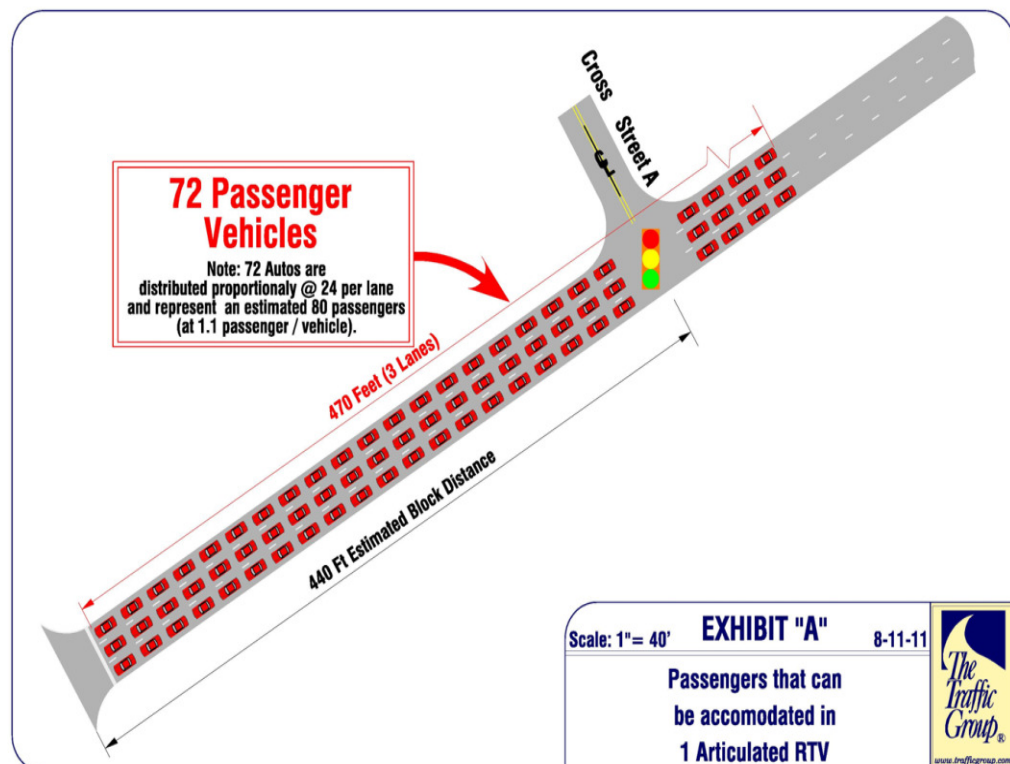 Cross Street A
72 Passenger
Vehicles
Note: 72 Autos are
distributed proportionaly @ 24 per lane
and represent an estimated 80 passengers
(at 1.1 passenger / vehicle).
470 Feet (3 Lanes)
440 Ft Estimated Block Distance
Scale: 1"= 40' EXHIBIT "A" 8-11-11
Passengers that can
be accomodated in
1 Articulated RTV
The
Traffic
Group®
www.trafficgroup.com